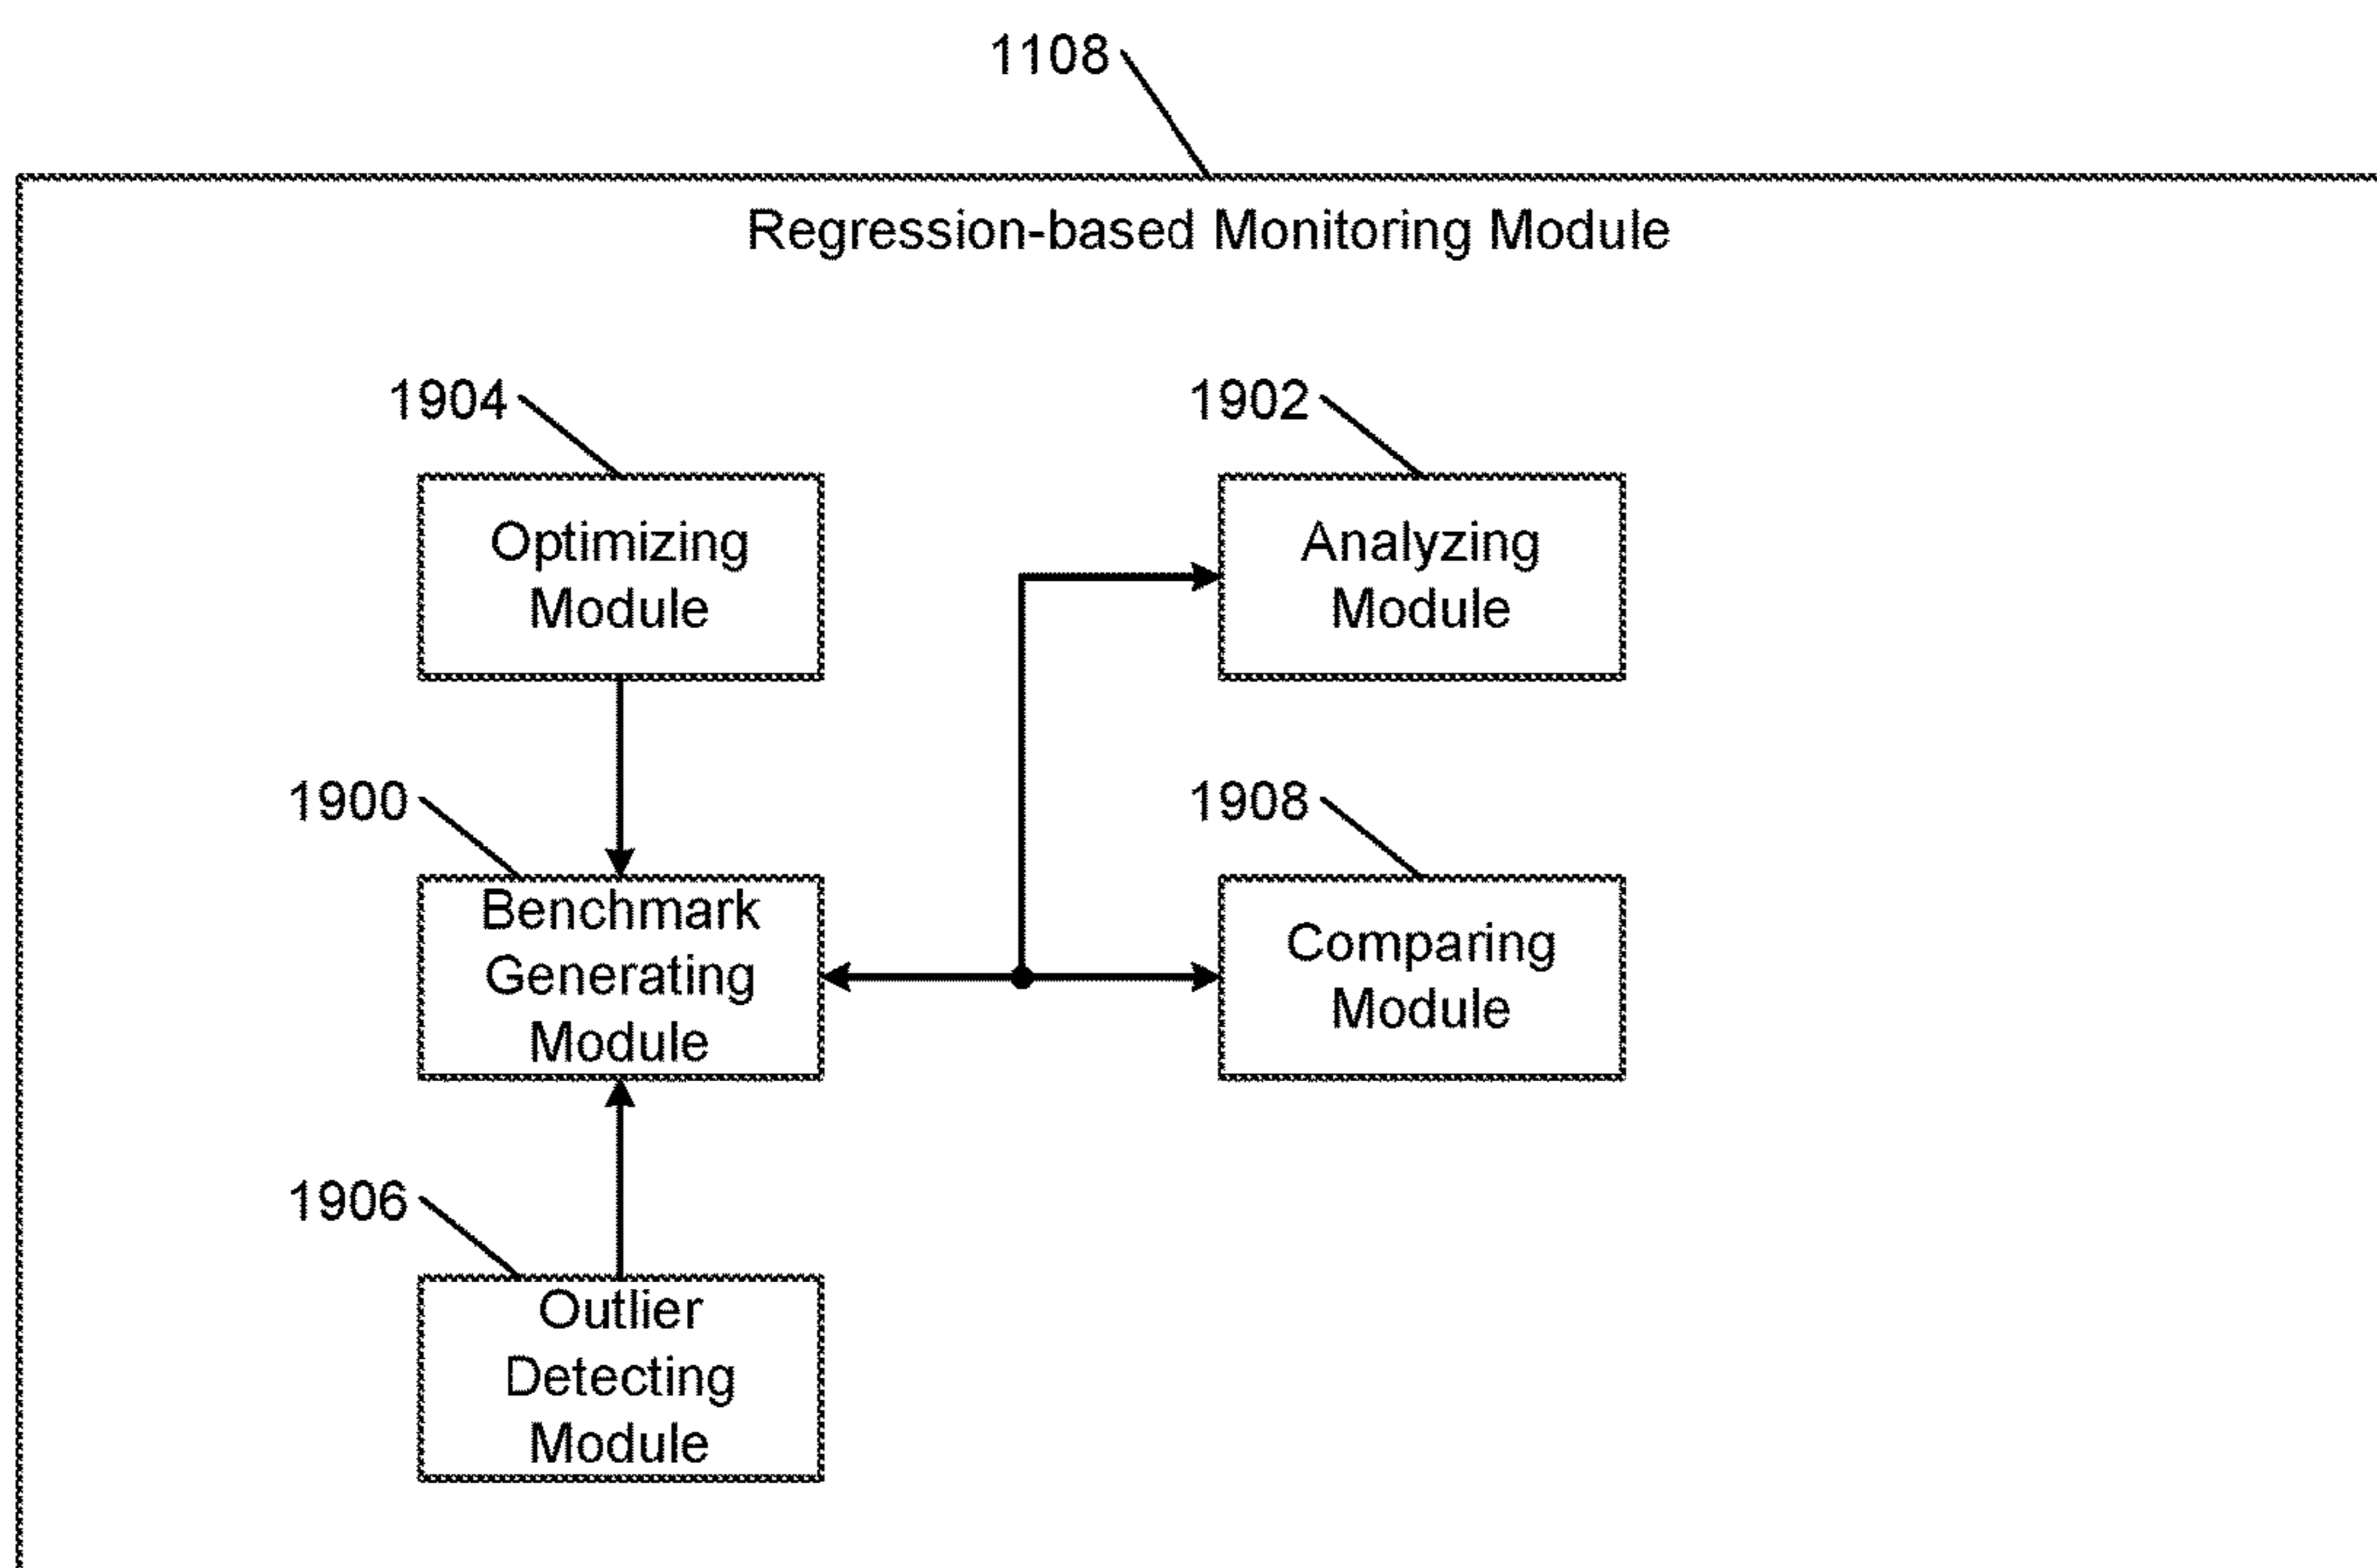 1108
Regression-based Monitoring Module
1904
1902
Optimizing
Module
Analyzing
Module
1900
1908
Benchmark
Generating
Module
Comparing
Module
1906
Outlier
Detecting
Module